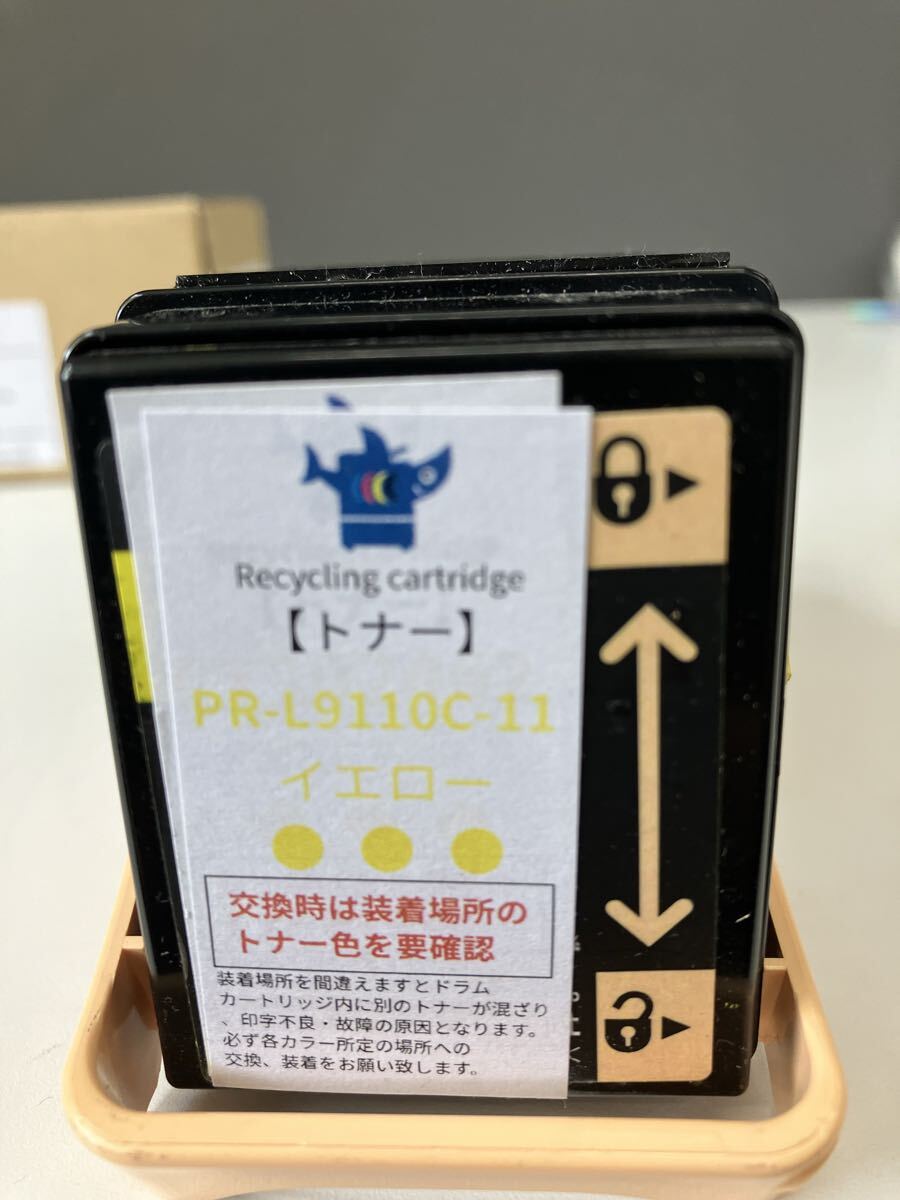 Recycling cartridge
【トナー】
PR-L9110C-11
イエロー
交換時は装着場所の
トナー色を要確認
装着場所を間違えますとドラム
カートリッジ内に別のトナーが混ざり
、印字不良・故障の原因となります。
必ず各カラー所定の場所への
交換、装着をお願い致します。